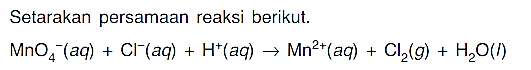 Setarakan persamaan reaksi berikut.
MnO₄⁻(aq) + Cl⁻(aq) + H⁺(aq) → Mn²⁺(aq) + Cl₂(g) + H₂O(l)